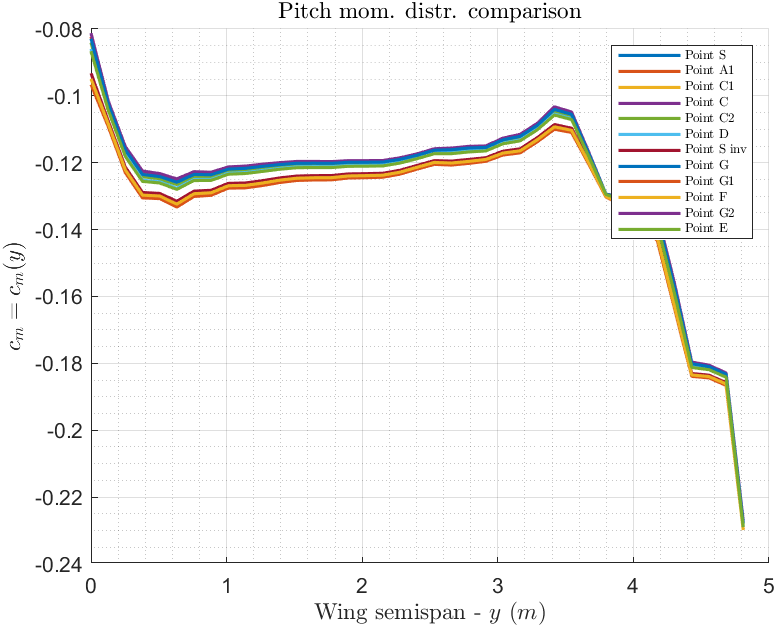 Pitch mom. distr. comparison
-0.08
-0.1
-0.12
-0.14
-0.16
-0.18
-0.2
-0.22
-0.24
c_m = c_m(y)
Point S
Point A1
Point C1
Point C
Point C2
Point D
Point S inv
Point G
Point G1
Point F
Point G2
Point E
0 1 2 3 4 5
Wing semispan - y (m)